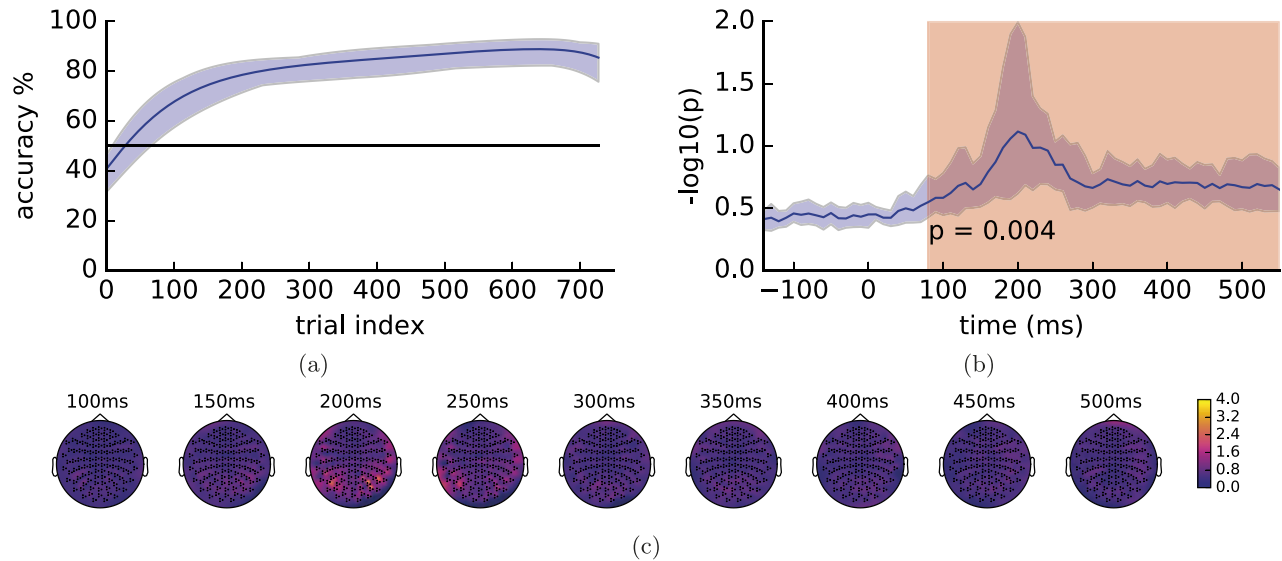 100
80
60
40
20
0
accuracy %
0 100 200 300 400 500 600 700
trial index
(a)
2.0
1.5
1.0
0.5
0.0
-log10(p)
p = 0.004
−100 0 100 200 300 400 500
time (ms)
(b)
100ms 150ms 200ms 250ms 300ms 350ms 400ms 450ms 500ms
4.0
3.2
2.4
1.6
0.8
0.0
(c)